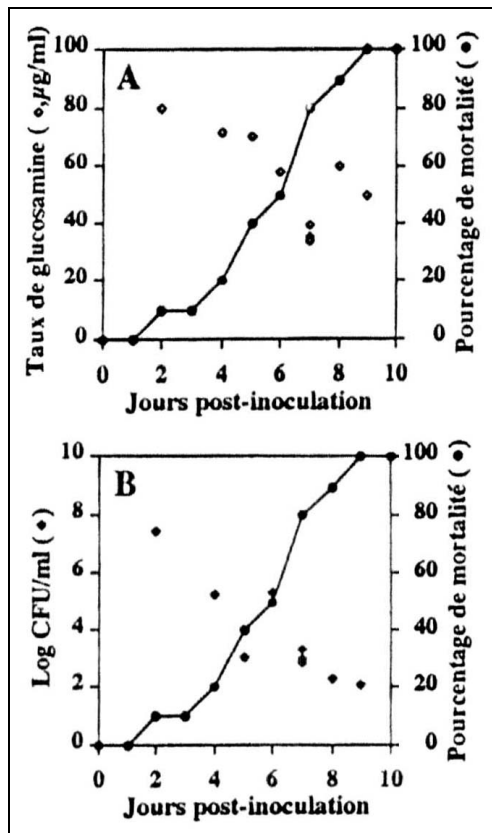 A
Taux de glucosamine ( ⋄,µg/ml)
100
80
60
40
20
0
100
80
60
40
20
0
Pourcentage de mortalité ( ●)
0 2 4 6 8 10
Jours post-inoculation
B
Log CFU/ml ( ◆)
10
8
6
4
2
0
100
80
60
40
20
0
Pourcentage de mortalité ( ●)
0 2 4 6 8 10
Jours post-inoculation